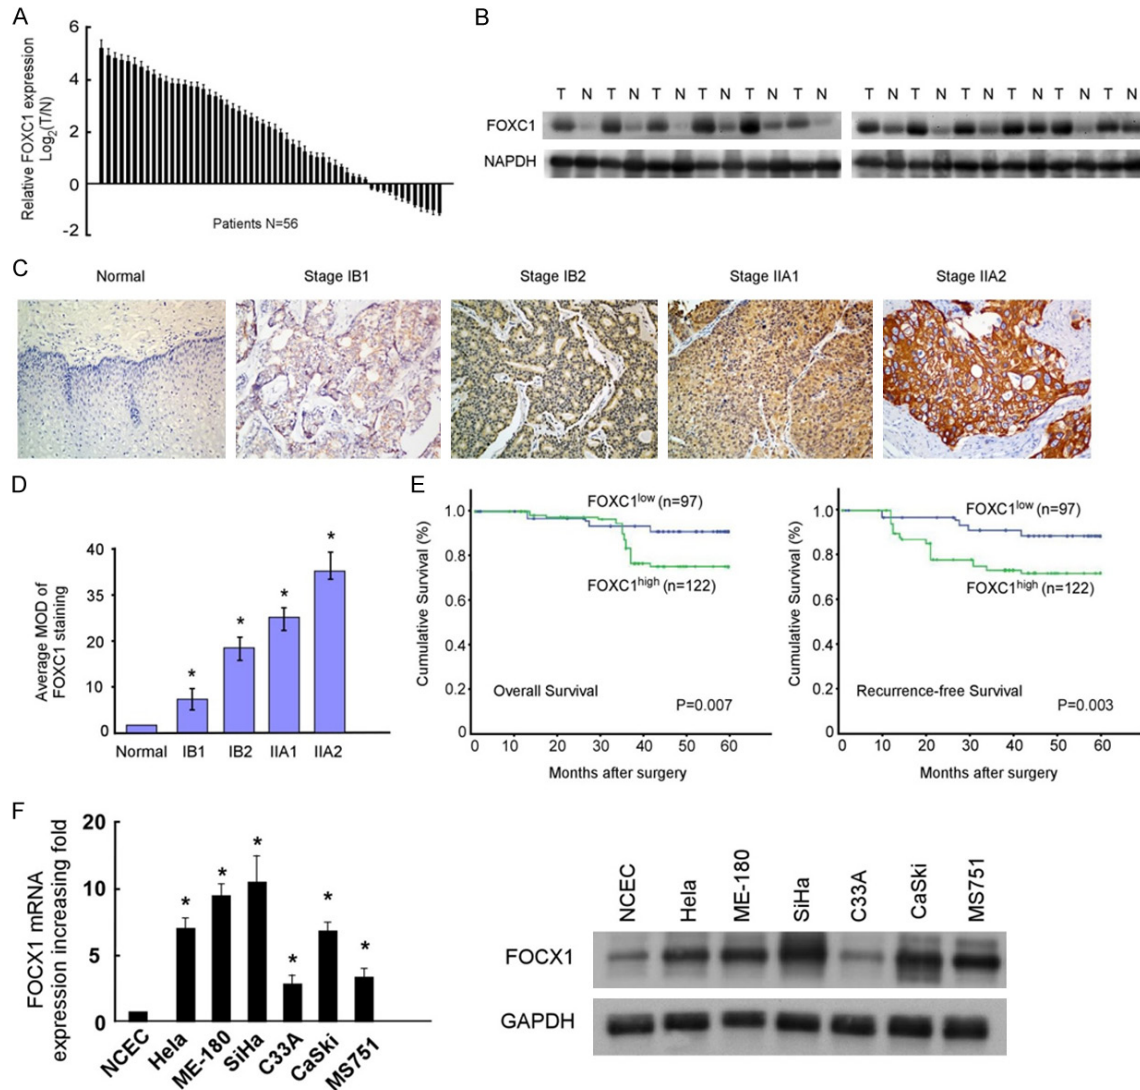 A
Relative FOXC1 expression
Log2(T/N)
6
4
2
0
-2
Patients N=56
B
T N T N T N T N T N T N
T N T N T N T N T N T N
FOXC1
NAPDH
C
Normal
Stage IB1
Stage IB2
Stage IIA1
Stage IIA2
D
Average MOD of
FOXC1 staining
40
35
20
10
0
* * * *
Normal IB1 IB2 IIA1 IIA2
E
Cumulative Survival (%)
1.0
0.8
0.6
0.4
0.2
0
FOXC1low (n=97)
FOXC1high (n=122)
Overall Survival
P=0.007
0 10 20 30 40 50 60
Months after surgery
Cumulative Survival (%)
1.0
0.8
0.6
0.4
0.2
0
FOXC1low (n=97)
FOXC1high (n=122)
Recurrence-free Survival
P=0.003
0 10 20 30 40 50 60
Months after surgery
F
FOCX1 mRNA
expression increasing fold
20
10
5
0
* * * * * *
NCEC Hela ME-180 SiHa C33A CaSki MS751
NCEC Hela ME-180 SiHa C33A CaSki MS751
FOCX1
GAPDH